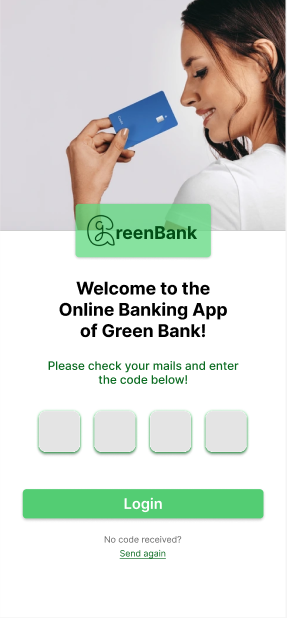 GreenBank
Welcome to the
Online Banking App
of Green Bank!
Please check your mails and enter
the code below!
Login
No code received?
Send again